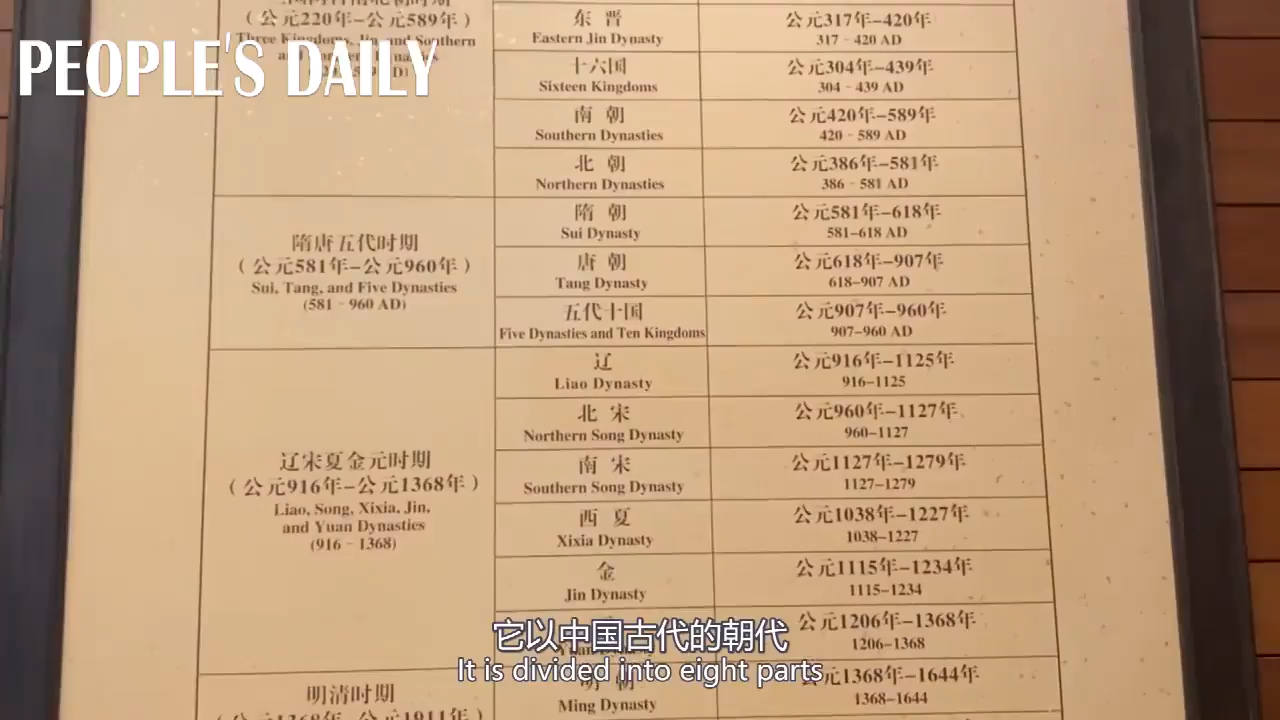 PEOPLE'S DAILY
(公元220年–公元589年)
Three Kingdoms, Jin, and Southern
东 晋
Eastern Jin Dynasty
公元317年–420年
317 - 420 AD
十六国
Sixteen Kingdoms
公元304年–439年
304 - 439 AD
南 朝
Southern Dynasties
公元420年–589年
420 - 589 AD
北 朝
Northern Dynasties
公元386年–581年
386 - 581 AD
隋唐五代时期
(公元581年–公元960年)
Sui, Tang, and Five Dynasties
(581 - 960 AD)
隋 朝
Sui Dynasty
公元581年–618年
581–618 AD
唐 朝
Tang Dynasty
公元618年–907年
618–907 AD
五代十国
Five Dynasties and Ten Kingdoms
公元907年–960年
907–960 AD
辽宋夏金元时期
(公元916年–公元1368年)
Liao, Song, Xixia, Jin,
and Yuan Dynasties
(916 - 1368)
辽
Liao Dynasty
公元916年–1125年
916–1125
北 宋
Northern Song Dynasty
公元960年–1127年
960–1127
南 宋
Southern Song Dynasty
公元1127年–1279年
1127–1279
西 夏
Xixia Dynasty
公元1038年–1227年
1038–1227
金
Jin Dynasty
公元1115年–1234年
1115–1234
公元1206年–1368年
1206–1368
明清时期
明 朝
Ming Dynasty
公元1368年–1644年
1368–1644
它以中国古代的朝代
It is divided into eight parts